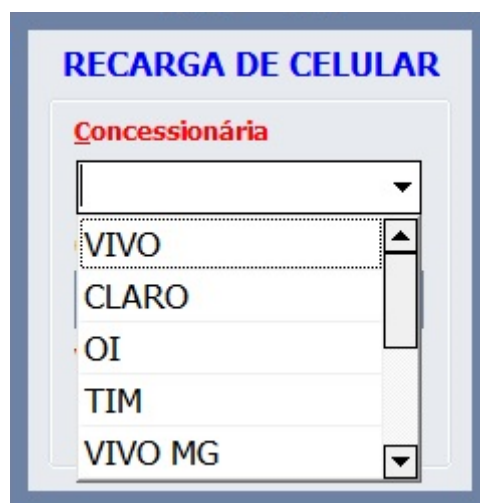 RECARGA DE CELULAR
Concessionária
VIVO
CLARO
OI
TIM
VIVO MG